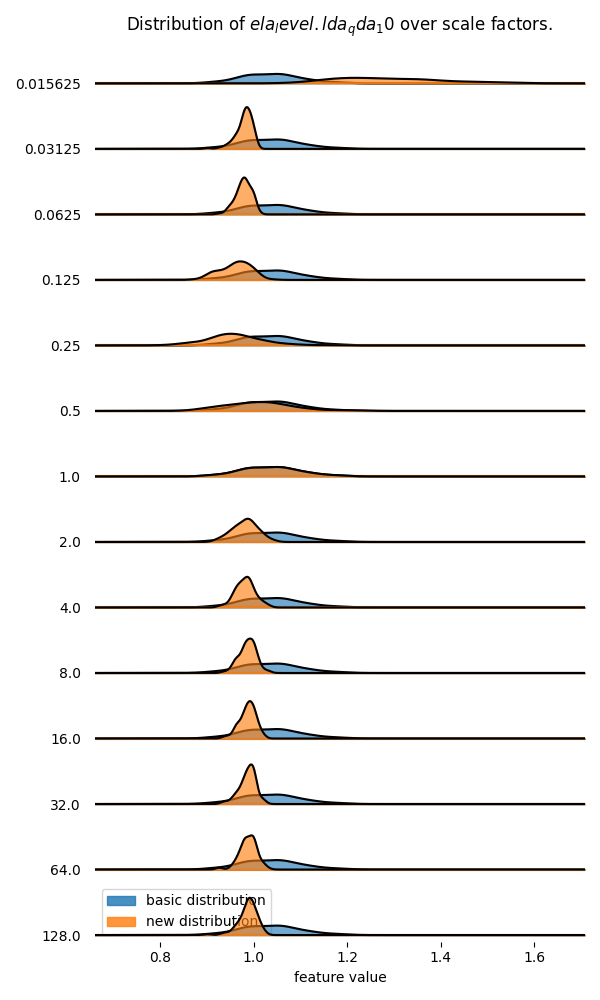 Distribution of elaₗevel.lda_qda₁0 over scale factors.
0.015625
0.03125
0.0625
0.125
0.25
0.5
1.0
2.0
4.0
8.0
16.0
32.0
64.0
128.0
basic distribution
new distribution
0.8 1.0 1.2 1.4 1.6
feature value